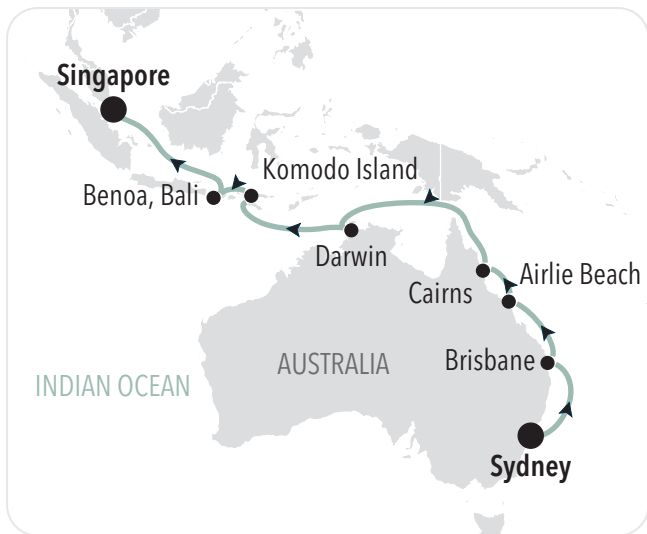 Singapore
Komodo Island
Benoa, Bali
Darwin
Airlie Beach
Cairns
Brisbane
AUSTRALIA
INDIAN OCEAN
Sydney